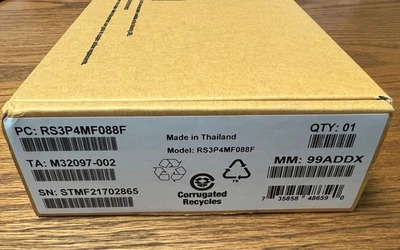 PC: RS3P4MF088F
Made in Thailand
QTY: 01
Model: RS3P4MF088F
TA: M32097-002
MM: 99ADDX
SN: STMF21702865
Corrugated
Recycles
7 35858 48659 0